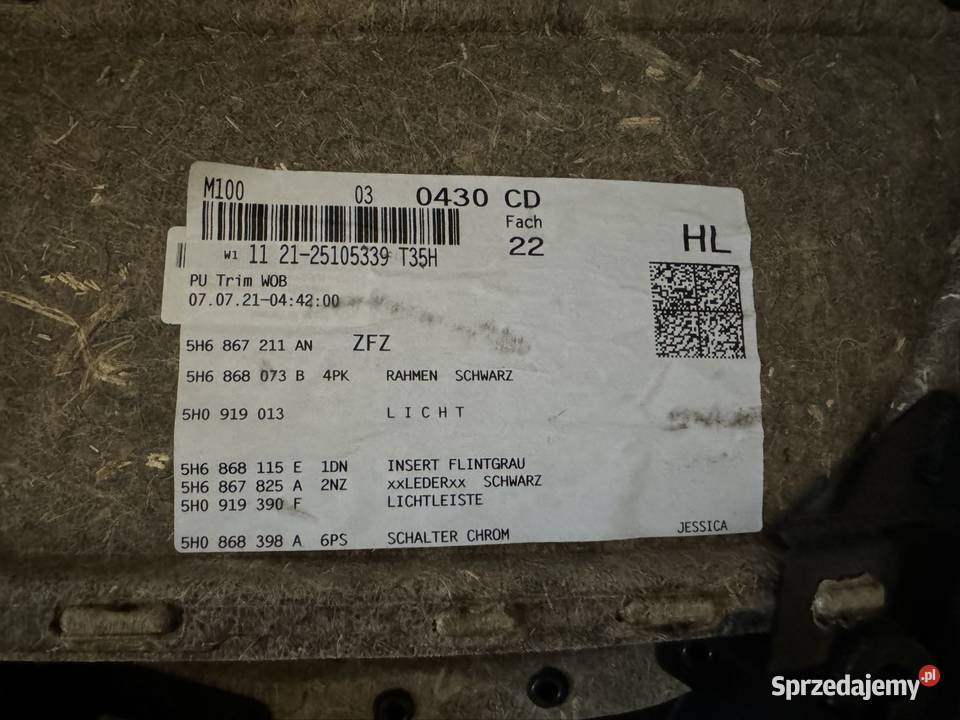 M100 03 0430 CD
Fach
22
HL
W1 11 21-25105339 T35H
PU Trim WOB
07.07.21-04:42:00
5H6 867 211 AN ZFZ
5H6 868 073 B 4PK RAHMEN SCHWARZ
5H0 919 013 L I C H T
5H6 868 115 E 1DN INSERT FLINTGRAU
5H6 867 825 A 2NZ xxLEDERxx SCHWARZ
5H0 919 390 F LICHTLEISTE
5H0 868 398 A 6PS SCHALTER CHROM
JESSICA
Sprzedajemy.pl